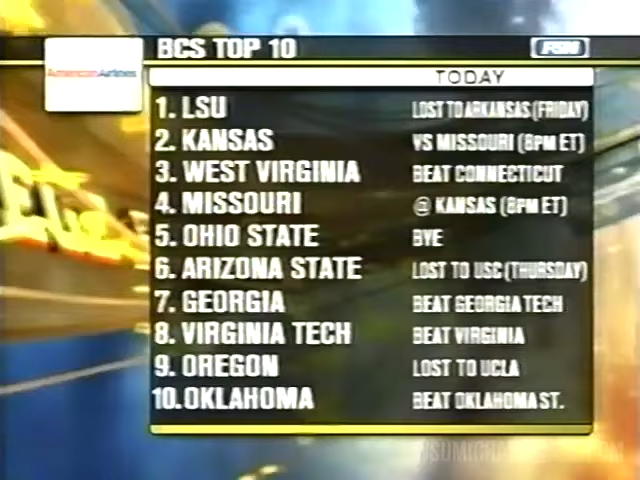 BCS TOP 10
FSN
AmericanAirlines
TODAY
1. LSU LOST TO ARKANSAS (FRIDAY)
2. KANSAS VS MISSOURI (8PM ET)
3. WEST VIRGINIA BEAT CONNECTICUT
4. MISSOURI @ KANSAS (8PM ET)
5. OHIO STATE BYE
6. ARIZONA STATE LOST TO USC (THURSDAY)
7. GEORGIA BEAT GEORGIA TECH
8. VIRGINIA TECH BEAT VIRGINIA
9. OREGON LOST TO UCLA
10. OKLAHOMA BEAT OKLAHOMA ST.